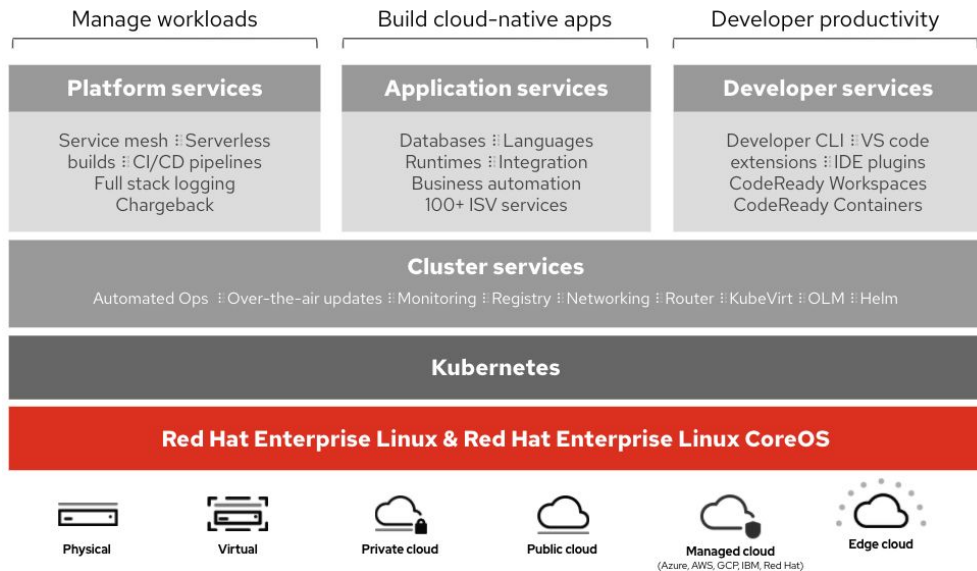 Manage workloads
Build cloud-native apps
Developer productivity
Platform services
Service mesh ⠿ Serverless
builds ⠿ CI/CD pipelines
Full stack logging
Chargeback
Application services
Databases ⠿ Languages
Runtimes ⠿ Integration
Business automation
100+ ISV services
Developer services
Developer CLI ⠿ VS code
extensions ⠿ IDE plugins
CodeReady Workspaces
CodeReady Containers
Cluster services
Automated Ops ⠿ Over-the-air updates ⠿ Monitoring ⠿ Registry ⠿ Networking ⠿ Router ⠿ KubeVirt ⠿ OLM ⠿ Helm
Kubernetes
Red Hat Enterprise Linux & Red Hat Enterprise Linux CoreOS
Physical
Virtual
Private cloud
Public cloud
Managed cloud
(Azure, AWS, GCP, IBM, Red Hat)
Edge cloud